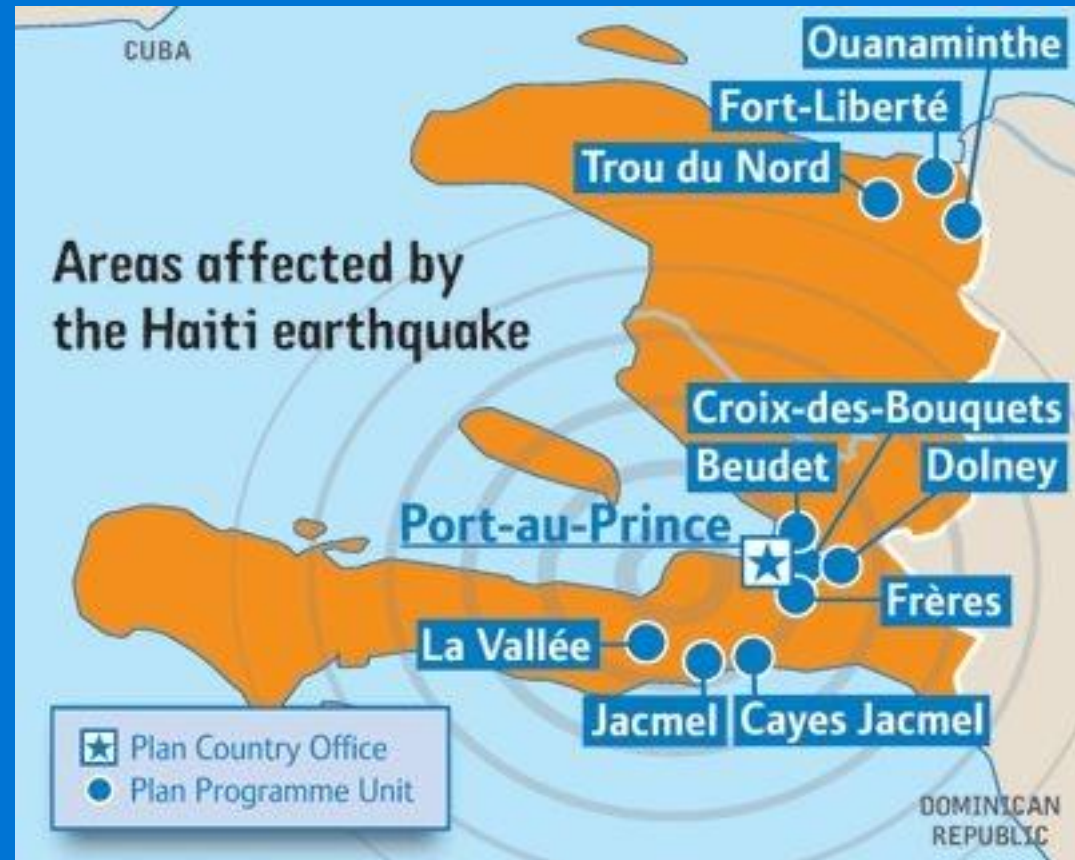 CUBA
Ouanaminthe
Fort-Liberté
Trou du Nord
Areas affected by
the Haiti earthquake
Croix-des-Bouquets
Beudet
Dolney
Port-au-Prince
Frères
La Vallée
Jacmel
Cayes Jacmel
Plan Country Office
Plan Programme Unit
DOMINICAN
REPUBLIC